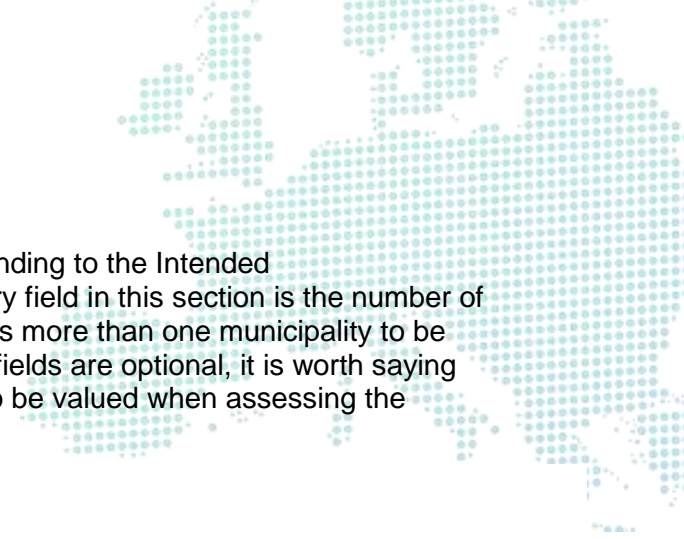 nding to the Intended
ry field in this section is the number of
s more than one municipality to be
fields are optional, it is worth saying
o be valued when assessing the